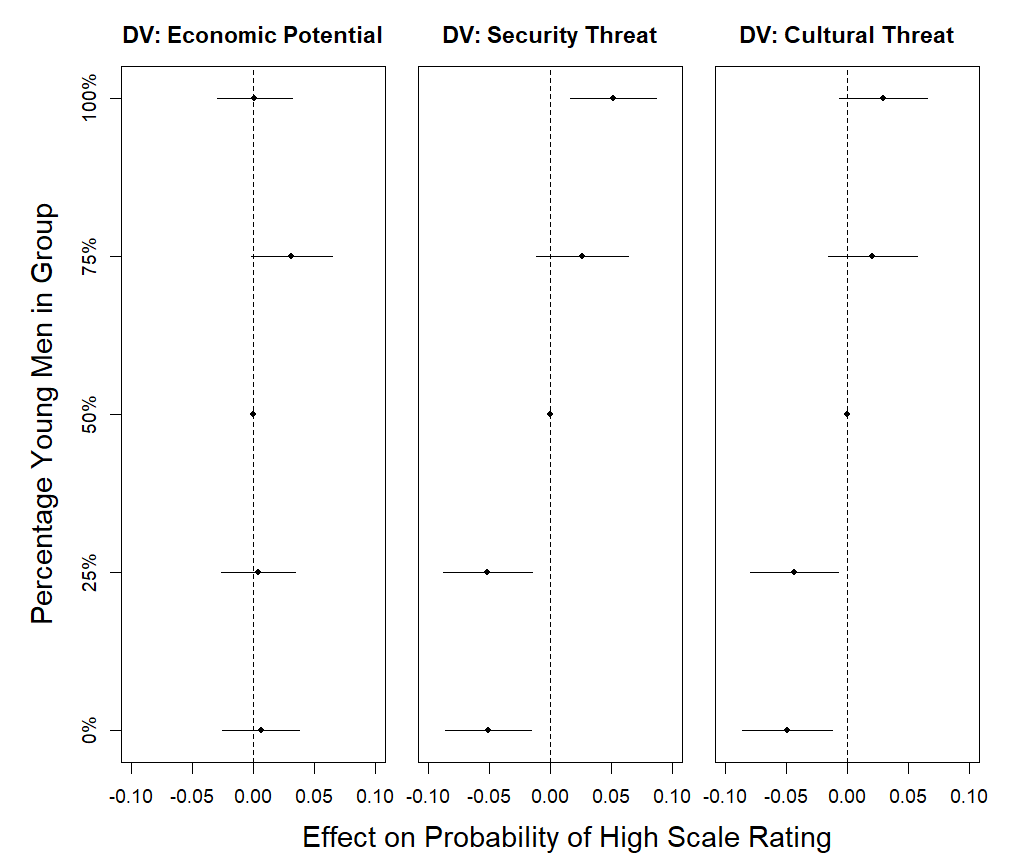 DV: Economic Potential
DV: Security Threat
DV: Cultural Threat
Percentage Young Men in Group
100%
75%
50%
25%
0%
-0.10 -0.05 0.00 0.05 0.10
-0.10 -0.05 0.00 0.05 0.10
-0.10 -0.05 0.00 0.05 0.10
Effect on Probability of High Scale Rating